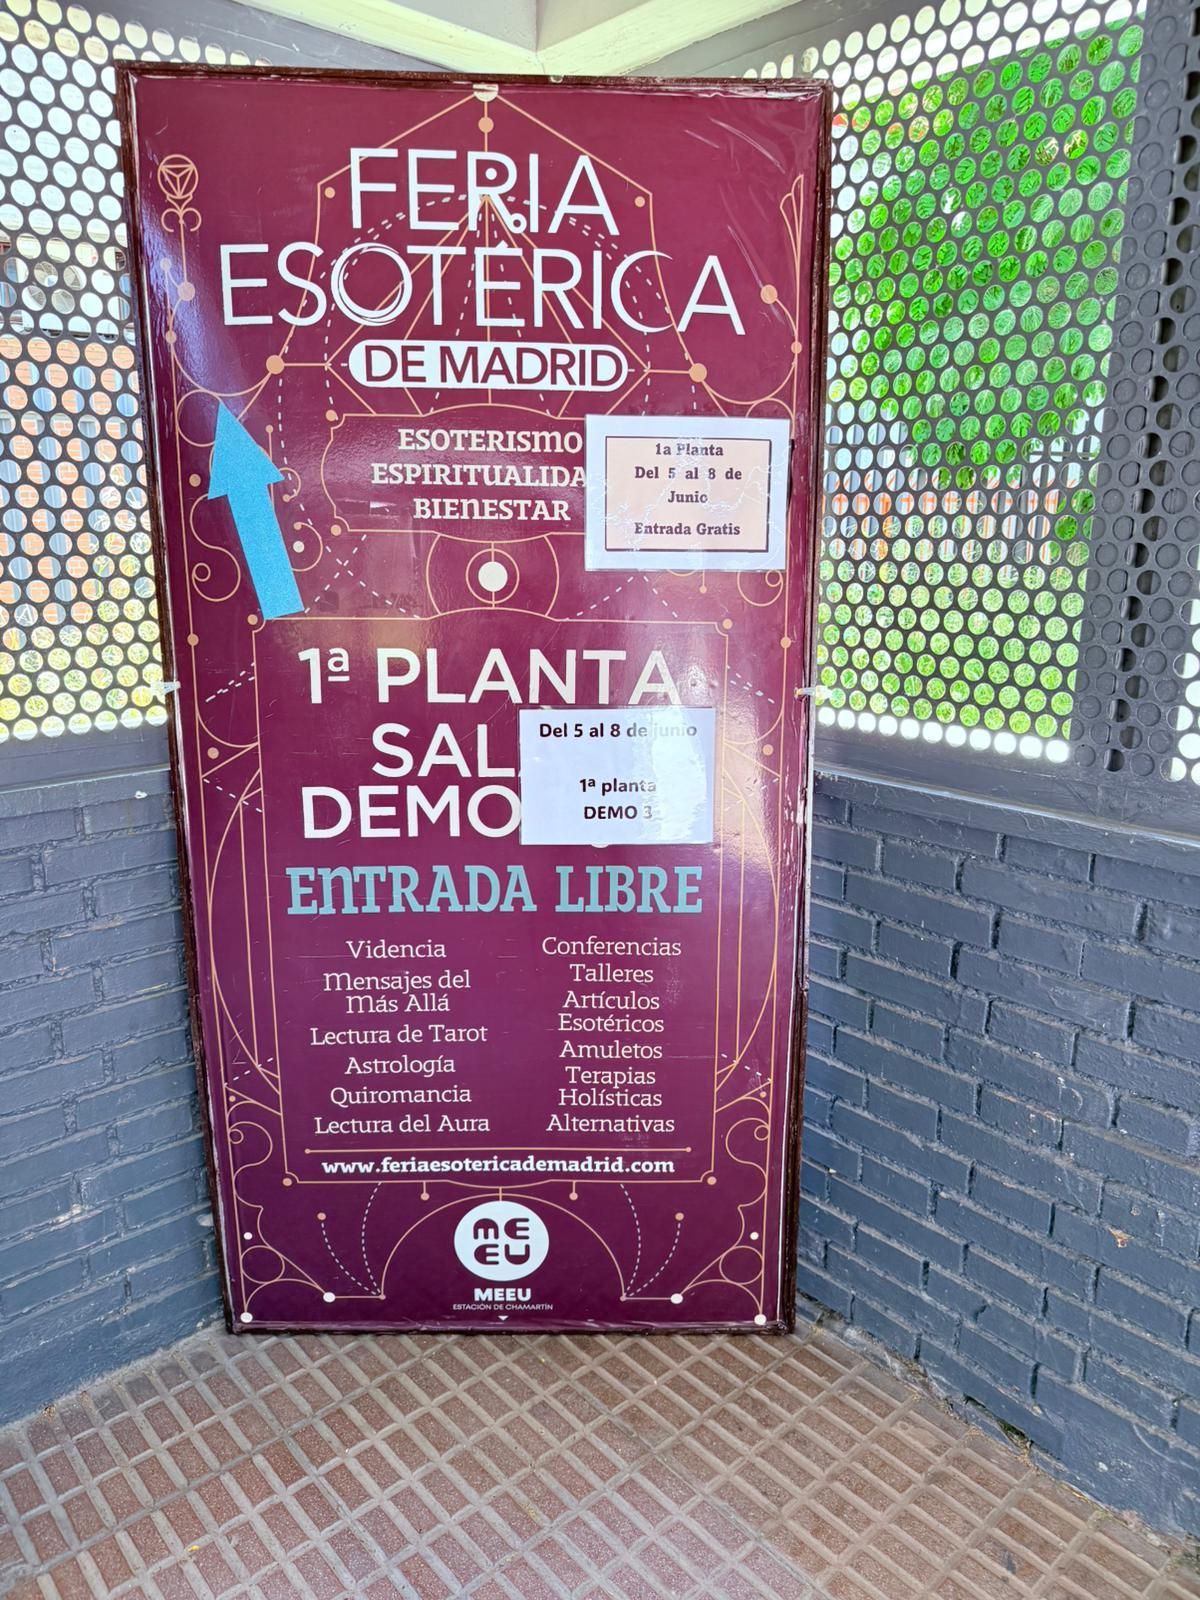 FERIA
ESOTÉRICA
DE MADRID
ESOTERISMO
ESPIRITUALIDA
BIENESTAR
1a Planta
Del 5 al 8 de
Junio
Entrada Gratis
1ª PLANTA
SALA
DEMO
Del 5 al 8 de junio
1ª planta
DEMO 3
ENTRADA LIBRE
Videncia
Mensajes del
Más Allá
Lectura de Tarot
Astrología
Quiromancia
Lectura del Aura
Conferencias
Talleres
Artículos
Esotéricos
Amuletos
Terapias
Holísticas
Alternativas
www.feriaesotericademadrid.com
MEEU
MEEU
ESTACIÓN DE CHAMARTÍN